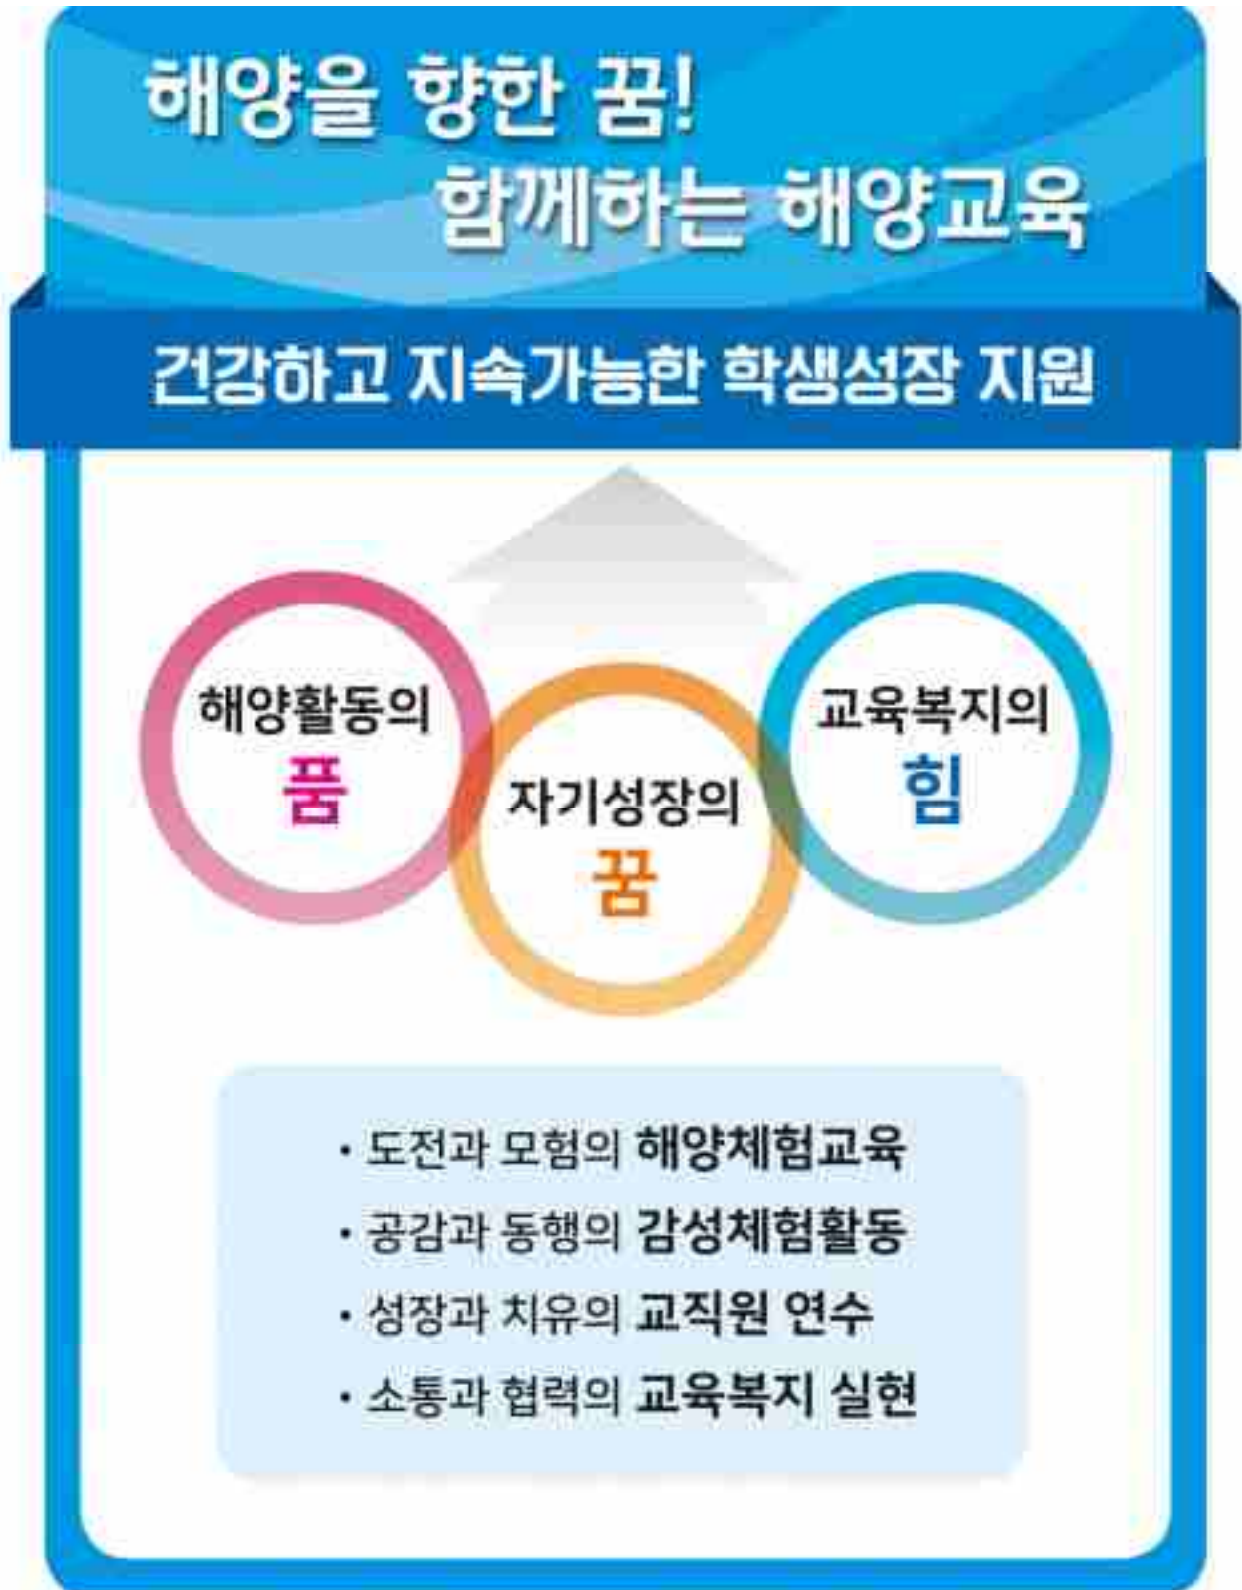 해양을 향한 꿈!
함께하는 해양교육
건강하고 지속가능한 학생성장 지원
해양활동의
품
자기성장의
꿈
교육복지의
힘
• 도전과 모험의 해양체험교육
• 공감과 동행의 감성체험활동
• 성장과 치유의 교직원 연수
• 소통과 협력의 교육복지 실현